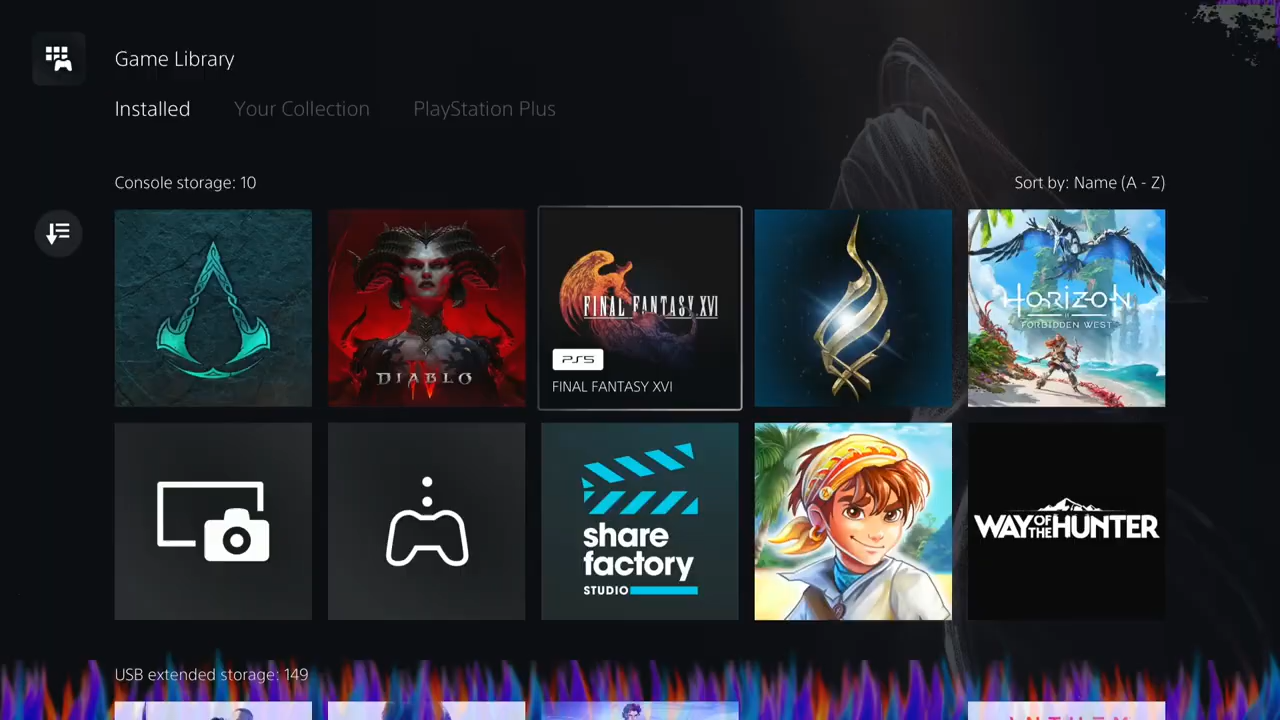 Game Library
Installed
Your Collection
PlayStation Plus
Console storage: 10
Sort by: Name (A - Z)
DIABLO
IV
FINAL FANTASY XVI
PS5
FINAL FANTASY XVI
HORIZON
FORBIDDEN WEST
share
factory
STUDIO
WAY OF THE HUNTER
USB extended storage: 149